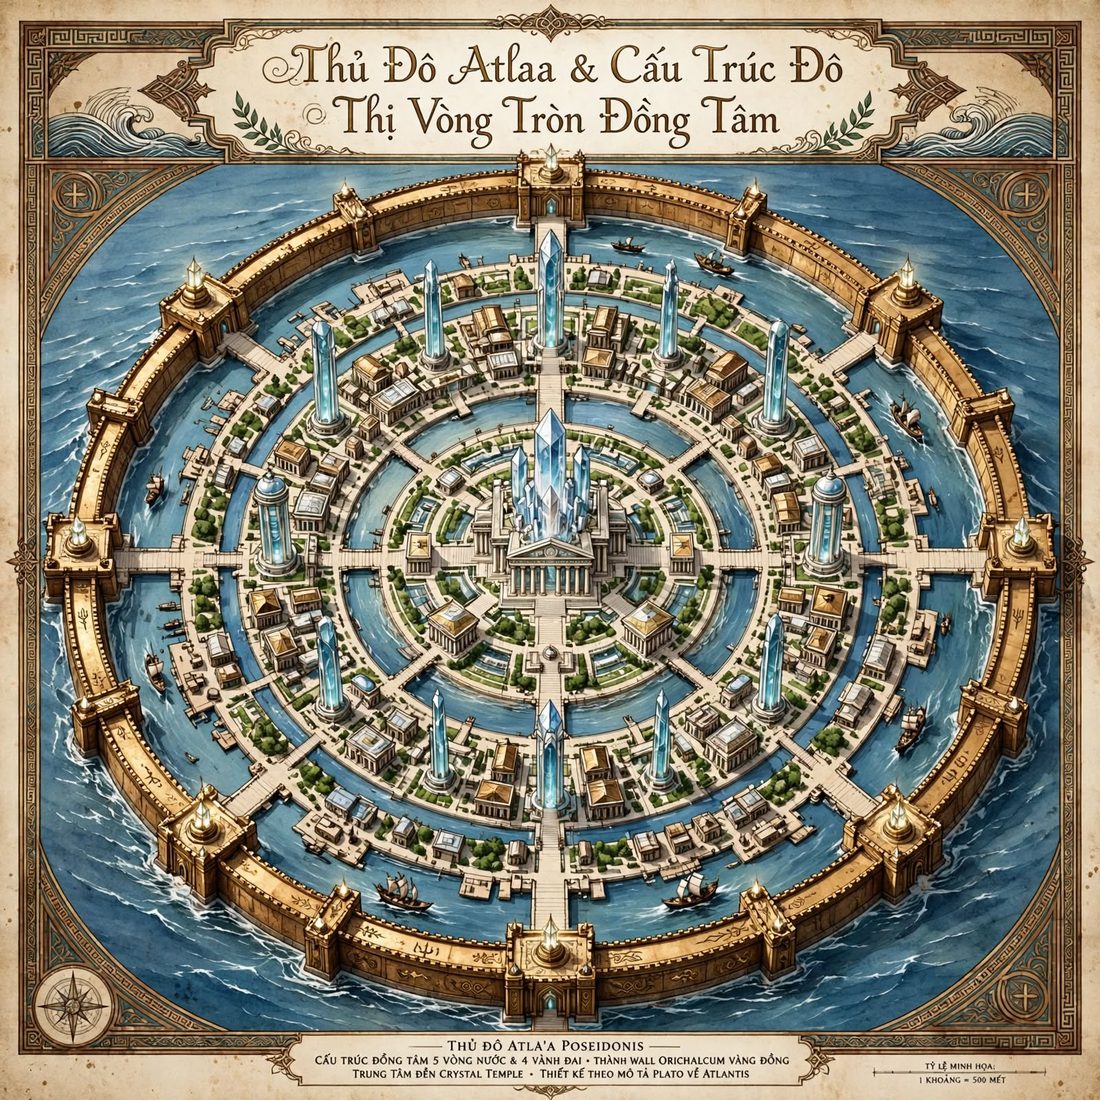 Thủ Đô Atlaa & Cấu Trúc Đô
Thị Vòng Tròn Đồng Tâm
THỦ ĐÔ ATLA'A POSEIDONIS
CẤU TRÚC ĐỒNG TÂM 5 VÒNG NƯỚC & 4 VÀNH ĐAI • THÀNH WALL ORICHALCUM VÀNG ĐỒNG
TRUNG TÂM ĐỀN CRYSTAL TEMPLE • THIẾT KẾ THEO MÔ TẢ PLATO VỀ ATLANTIS
TỶ LỆ MINH HỌA:
1 KHOẢNG = 500 MÉT